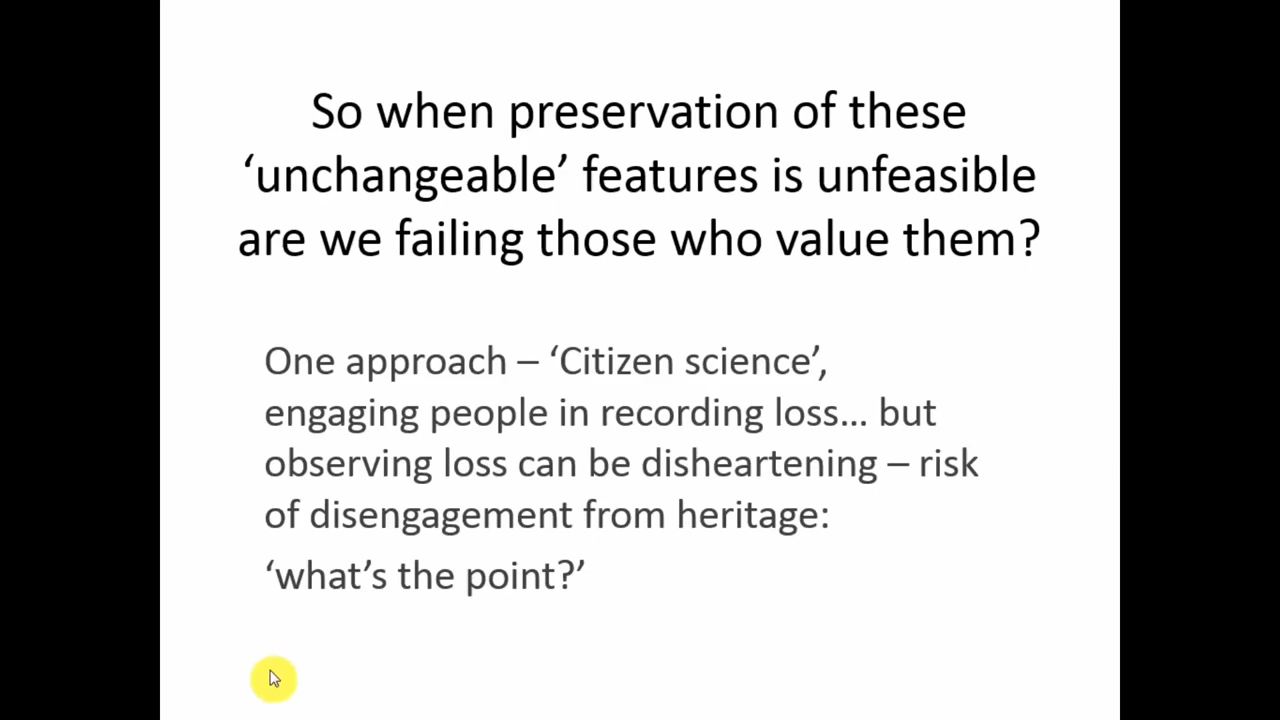 So when preservation of these
‘unchangeable’ features is unfeasible
are we failing those who value them?
One approach – ‘Citizen science’,
engaging people in recording loss... but
observing loss can be disheartening – risk
of disengagement from heritage:
‘what’s the point?’